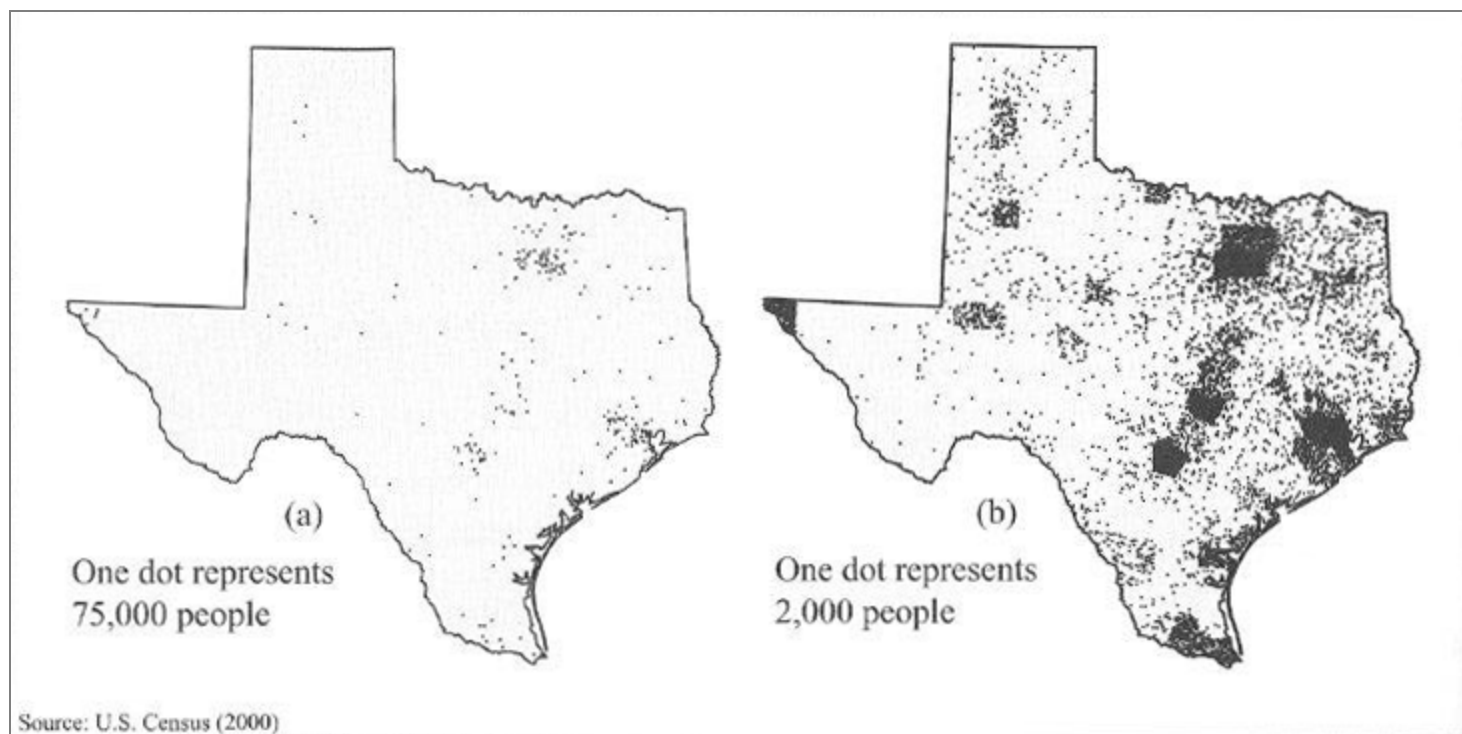 (a)
One dot represents
75,000 people
(b)
One dot represents
2,000 people
Source: U.S. Census (2000)